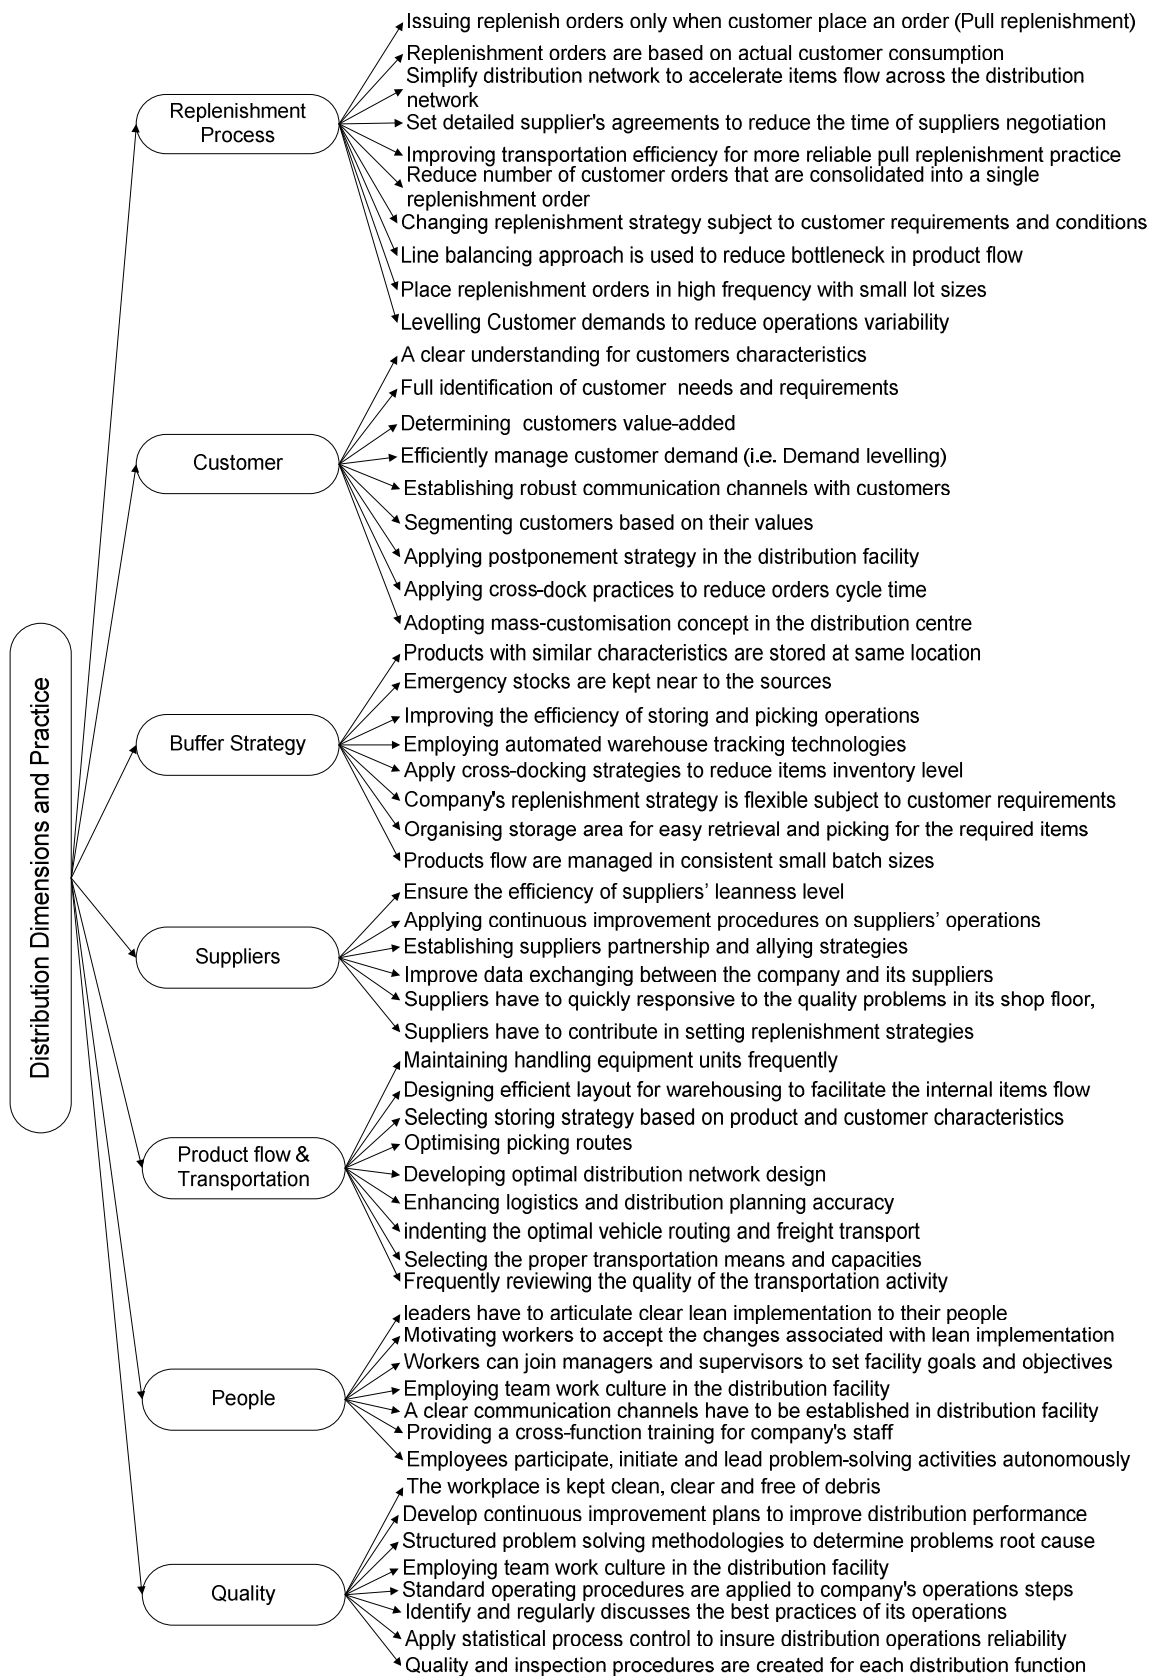 Distribution Dimensions and Practice
Replenishment
Process
Issuing replenish orders only when customer place an order (Pull replenishment)
Replenishment orders are based on actual customer consumption
Simplify distribution network to accelerate items flow across the distribution
network
Set detailed supplier's agreements to reduce the time of suppliers negotiation
Improving transportation efficiency for more reliable pull replenishment practice
Reduce number of customer orders that are consolidated into a single
replenishment order
Changing replenishment strategy subject to customer requirements and conditions
Line balancing approach is used to reduce bottleneck in product flow
Place replenishment orders in high frequency with small lot sizes
Levelling Customer demands to reduce operations variability
Customer
A clear understanding for customers characteristics
Full identification of customer needs and requirements
Determining customers value-added
Efficiently manage customer demand (i.e. Demand levelling)
Establishing robust communication channels with customers
Segmenting customers based on their values
Applying postponement strategy in the distribution facility
Applying cross-dock practices to reduce orders cycle time
Adopting mass-customisation concept in the distribution centre
Buffer Strategy
Products with similar characteristics are stored at same location
Emergency stocks are kept near to the sources
Improving the efficiency of storing and picking operations
Employing automated warehouse tracking technologies
Apply cross-docking strategies to reduce items inventory level
Company's replenishment strategy is flexible subject to customer requirements
Organising storage area for easy retrieval and picking for the required items
Products flow are managed in consistent small batch sizes
Suppliers
Ensure the efficiency of suppliers’ leanness level
Applying continuous improvement procedures on suppliers’ operations
Establishing suppliers partnership and allying strategies
Improve data exchanging between the company and its suppliers
Suppliers have to quickly responsive to the quality problems in its shop floor,
Suppliers have to contribute in setting replenishment strategies
Product flow &
Transportation
Maintaining handling equipment units frequently
Designing efficient layout for warehousing to facilitate the internal items flow
Selecting storing strategy based on product and customer characteristics
Optimising picking routes
Developing optimal distribution network design
Enhancing logistics and distribution planning accuracy
indenting the optimal vehicle routing and freight transport
Selecting the proper transportation means and capacities
Frequently reviewing the quality of the transportation activity
People
leaders have to articulate clear lean implementation to their people
Motivating workers to accept the changes associated with lean implementation
Workers can join managers and supervisors to set facility goals and objectives
Employing team work culture in the distribution facility
A clear communication channels have to be established in distribution facility
Providing a cross-function training for company's staff
Employees participate, initiate and lead problem-solving activities autonomously
Quality
The workplace is kept clean, clear and free of debris
Develop continuous improvement plans to improve distribution performance
Structured problem solving methodologies to determine problems root cause
Employing team work culture in the distribution facility
Standard operating procedures are applied to company's operations steps
Identify and regularly discusses the best practices of its operations
Apply statistical process control to insure distribution operations reliability
Quality and inspection procedures are created for each distribution function